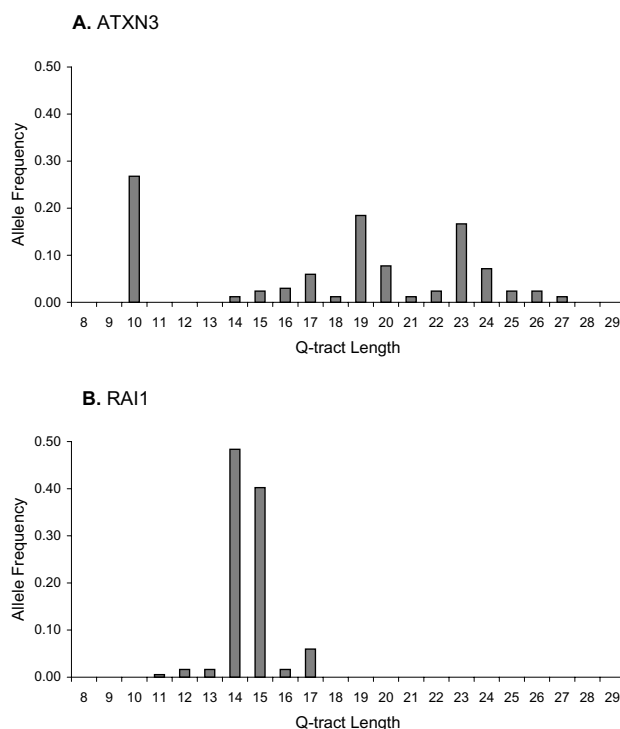 A. ATXN3
0.50
0.40
0.30
0.20
0.10
0.00
Allele Frequency
8 9 10 11 12 13 14 15 16 17 18 19 20 21 22 23 24 25 26 27 28 29
Q-tract Length
B. RAI1
0.50
0.40
0.30
0.20
0.10
0.00
Allele Frequency
8 9 10 11 12 13 14 15 16 17 18 19 20 21 22 23 24 25 26 27 28 29
Q-tract Length